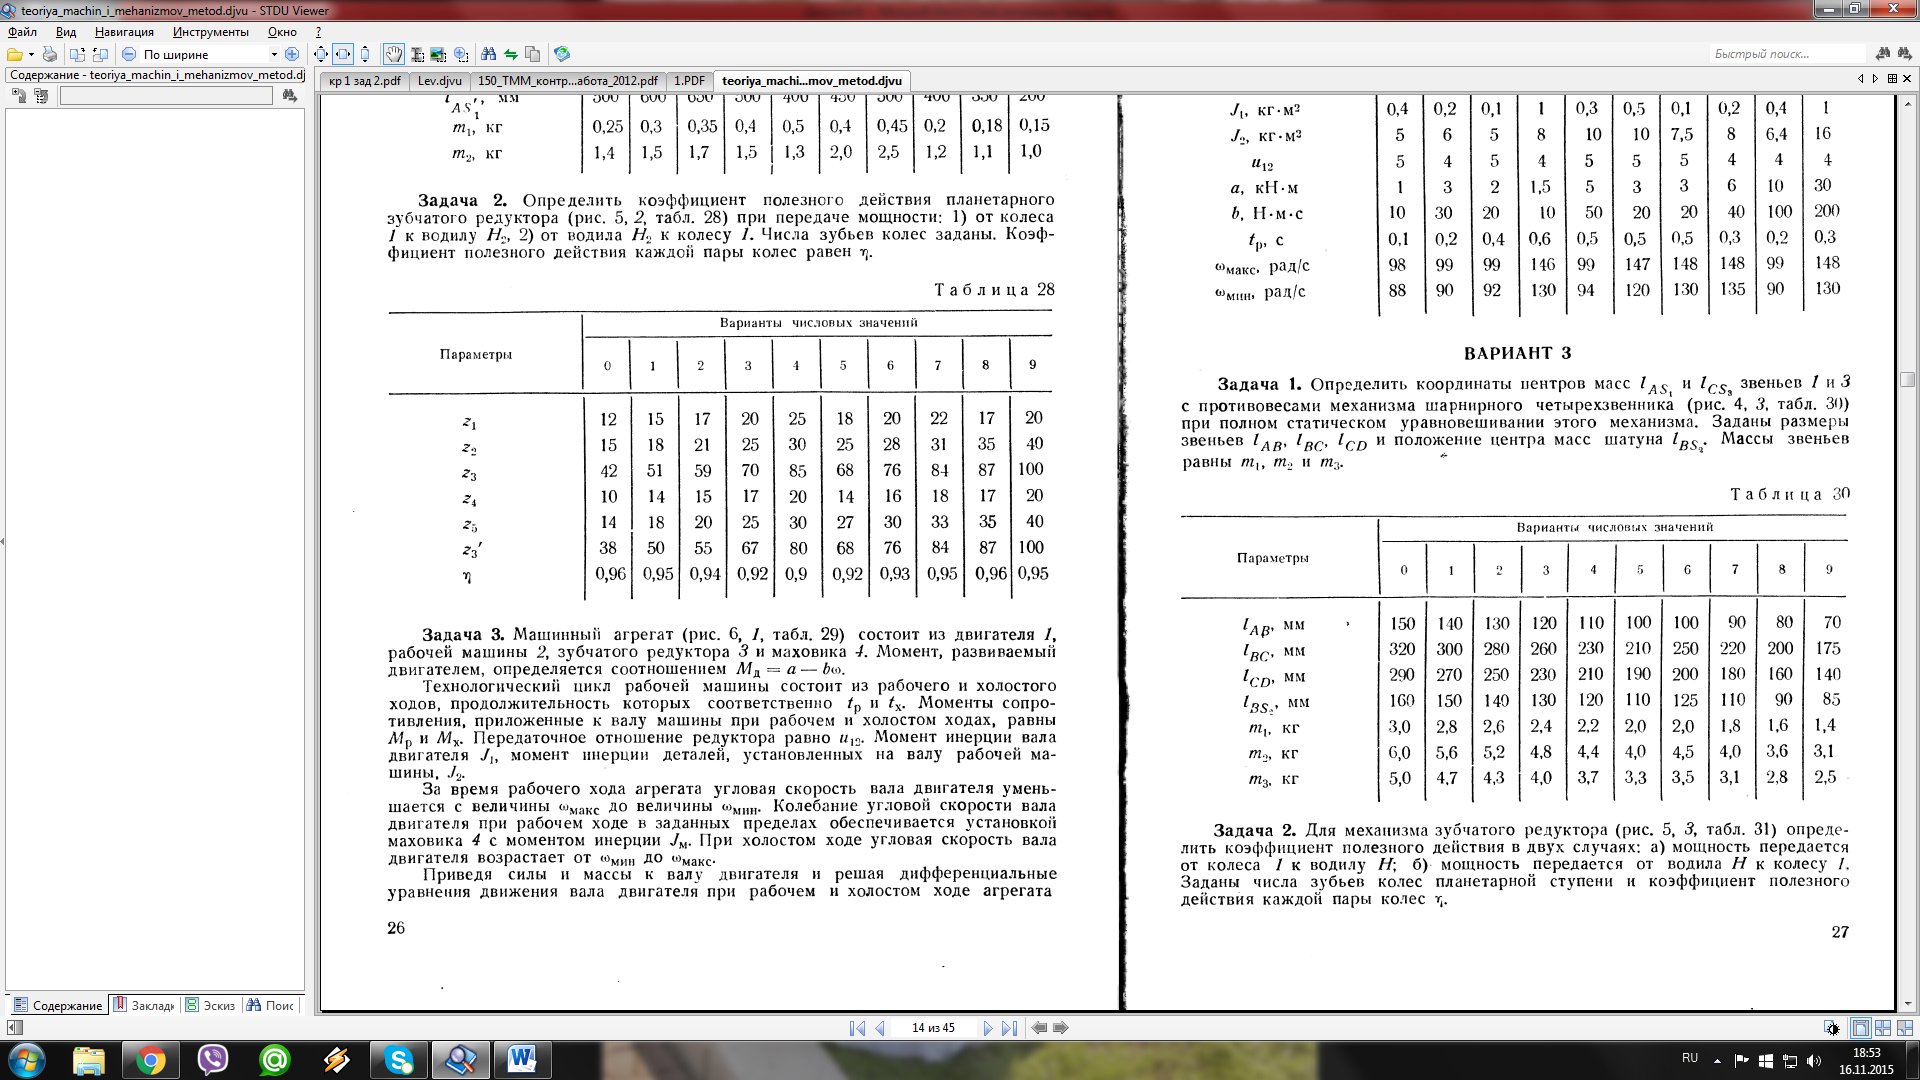 teoriya_machin_i_mehanizmov_metod.djvu - STDU Viewer
Файл Вид Навигация Инструменты Окно ?
По ширине
Быстрый поиск...
Содержание - teoriya_machin_i_mehanizmov_metod.dj
кр 1 зад 2.pdf Lev.djvu 150_ТММ_контр...абота_2012.pdf 1.PDF teoriya_machi...mov_metod.djvu
l AS′1, мм 500 600 650 500 400 450 500 400 350 200
m1, кг 0,25 0,3 0,35 0,4 0,5 0,4 0,45 0,2 0,18 0,15
m2, кг 1,4 1,5 1,7 1,5 1,3 2,0 2,5 1,2 1,1 1,0
Задача 2. Определить коэффициент полезного действия планетарного
зубчатого редуктора (рис. 5, 2, табл. 28) при передаче мощности: 1) от колеса
1 к водилу H2, 2) от водила H2 к колесу 1. Числа зубьев колес заданы. Коэф-
фициент полезного действия каждой пары колес равен η.
Таблица 28
Параметры
Варианты числовых значений
0 1 2 3 4 5 6 7 8 9
z1 12 15 17 20 25 18 20 22 17 20
z2 15 18 21 25 30 25 28 31 35 40
z3 42 51 59 70 85 68 76 84 87 100
z4 10 14 15 17 20 14 16 18 17 20
z5 14 18 20 25 30 27 30 33 35 40
z3′ 38 50 55 67 80 68 76 84 87 100
η 0,96 0,95 0,94 0,92 0,9 0,92 0,93 0,95 0,96 0,95
Задача 3. Машинный агрегат (рис. 6, 1, табл. 29) состоит из двигателя 1,
рабочей машины 2, зубчатого редуктора 3 и маховика 4. Момент, развиваемый
двигателем, определяется соотношением Mд = a — bω.
Технологический цикл рабочей машины состоит из рабочего и холостого
ходов, продолжительность которых соответственно tр и tх. Моменты сопро-
тивления, приложенные к валу машины при рабочем и холостом ходах, равны
Mр и Mх. Передаточное отношение редуктора равно u12. Момент инерции вала
двигателя J1, момент инерции деталей, установленных на валу рабочей ма-
шины, J2.
За время рабочего хода агрегата угловая скорость вала двигателя умень-
шается с величины ωмакс до величины ωмин. Колебание угловой скорости вала
двигателя при рабочем ходе в заданных пределах обеспечивается установкой
маховика 4 с моментом инерции Jм. При холостом ходе угловая скорость вала
двигателя возрастает от ωмин до ωмакс.
Приведя силы и массы к валу двигателя и решая дифференциальные
уравнения движения вала двигателя при рабочем и холостом ходе агрегата
26
J1, кг·м² 0,4 0,2 0,1 1 0,3 0,5 0,1 0,2 0,4 1
J2, кг·м² 5 6 5 8 10 10 7,5 8 6,4 16
u12 5 4 5 4 5 5 5 4 4 4
a, кН·м 1 3 2 1,5 5 3 3 6 10 30
b, Н·м·с 10 30 20 10 50 20 20 40 100 200
tр, с 0,1 0,2 0,4 0,6 0,5 0,5 0,5 0,3 0,2 0,3
ωмакс, рад/с 98 99 99 146 99 147 148 148 99 148
ωмин, рад/с 88 90 92 130 94 120 130 135 90 130
ВАРИАНТ 3
Задача 1. Определить координаты центров масс lAS1 и lCS3 звеньев 1 и 3
с противовесами механизма шарнирного четырехзвенника (рис. 4, 3, табл. 30)
при полном статическом уравновешивании этого механизма. Заданы размеры
звеньев lAB, lBC, lCD и положение центра масс шатуна lBS2. Массы звеньев
равны m1, m2 и m3.
Таблица 30
Параметры
Варианты числовых значений
0 1 2 3 4 5 6 7 8 9
lAB, мм 150 140 130 120 110 100 100 90 80 70
lBC, мм 320 300 280 260 230 210 250 220 200 175
lCD, мм 290 270 250 230 210 190 200 180 160 140
lBS2, мм 160 150 140 130 120 110 125 110 90 85
m1, кг 3,0 2,8 2,6 2,4 2,2 2,0 2,0 1,8 1,6 1,4
m2, кг 6,0 5,6 5,2 4,8 4,4 4,0 4,5 4,0 3,6 3,1
m3, кг 5,0 4,7 4,3 4,0 3,7 3,3 3,5 3,1 2,8 2,5
Задача 2. Для механизма зубчатого редуктора (рис. 5, 3, табл. 31) опреде-
лить коэффициент полезного действия в двух случаях: а) мощность передается
от колеса 1 к водилу H; б) мощность передается от водила H к колесу 1.
Заданы числа зубьев колес планетарной ступени и коэффициент полезного
действия каждой пары колес η.
27
Содержание Закладк Эскиз Поис
14 из 45
RU
18:53
16.11.2015